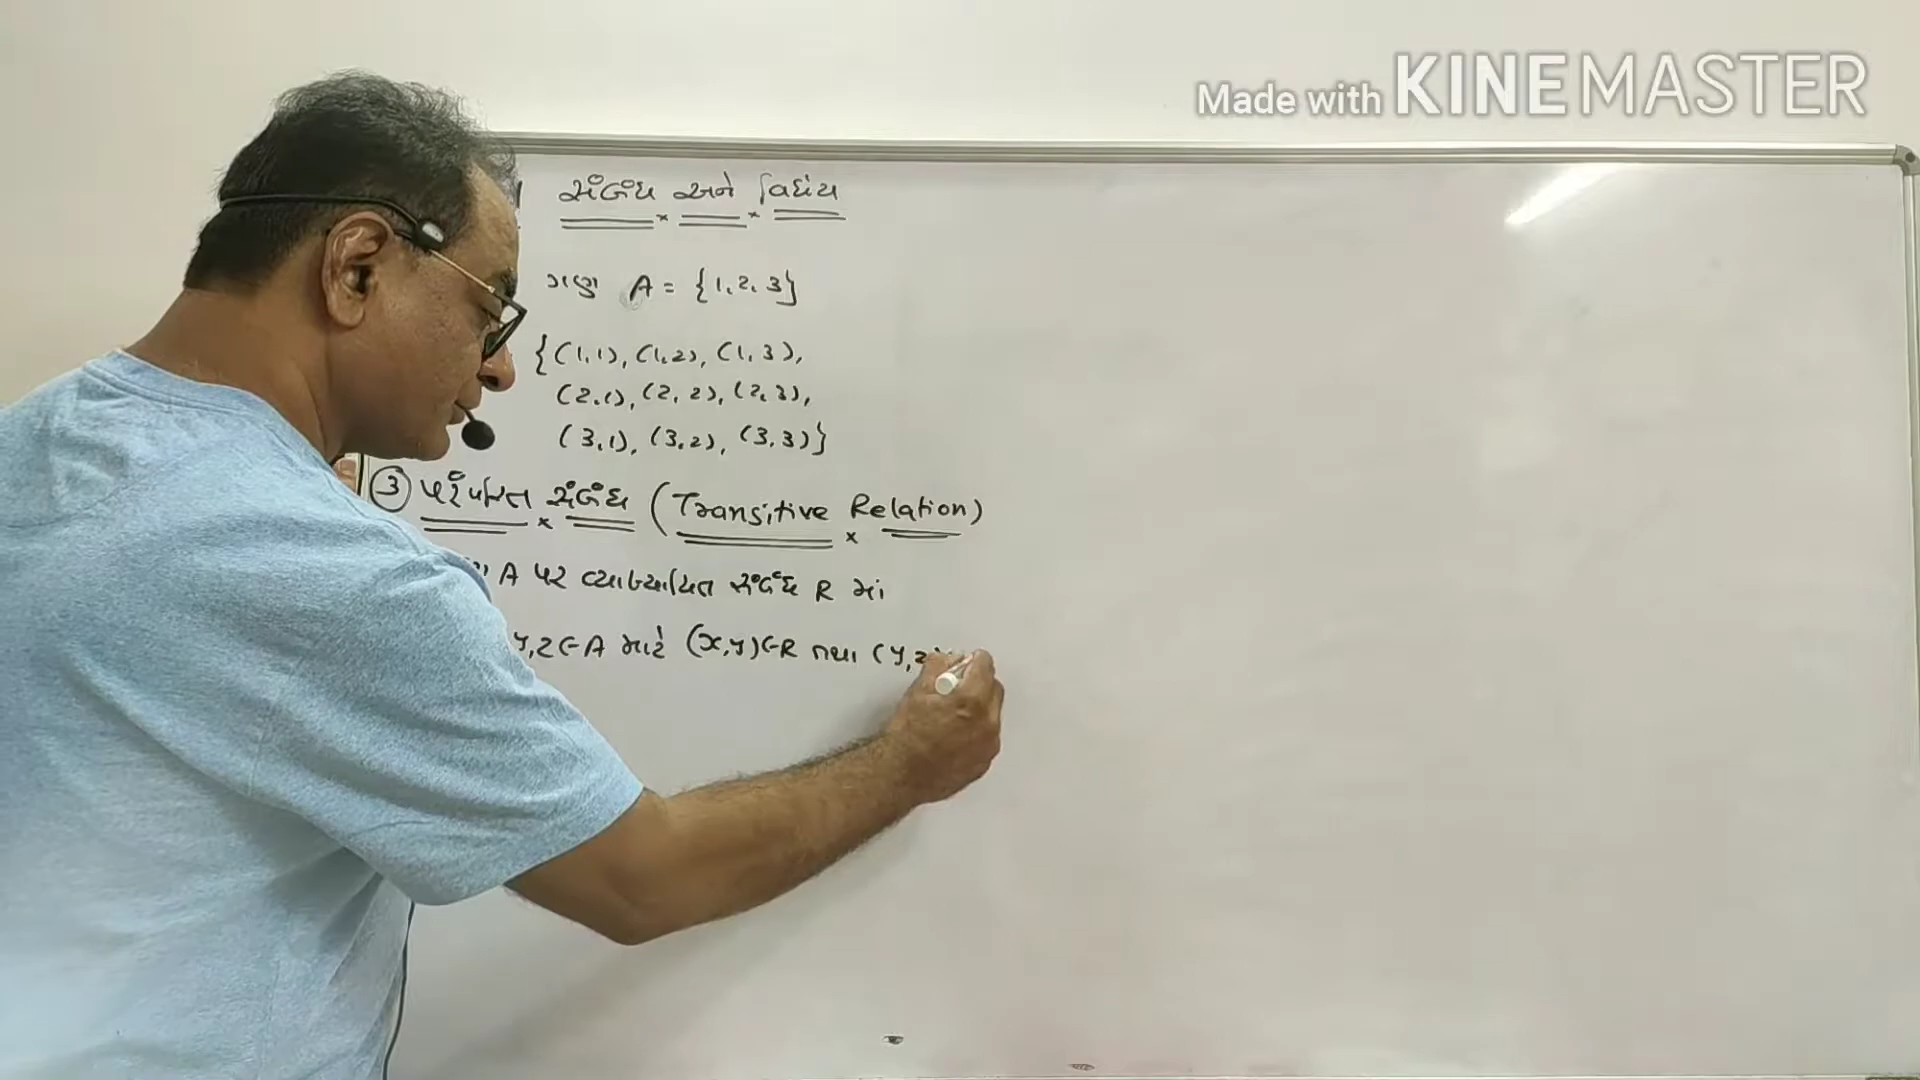 Made with KINEMASTER
સંબંધ અને વિધેય
ગણ A = {1, 2, 3}
{(1,1), (1,2), (1,3),
(2,1), (2,2), (2,3),
(3,1), (3,2), (3,3)}
③ પરંપરિત સંબંધ (Transitive Relation)
A પર વ્યાખ્યાયિત સંબંધ R માં
y,z∈A માટે (x,y)∈R તથા (y,z)